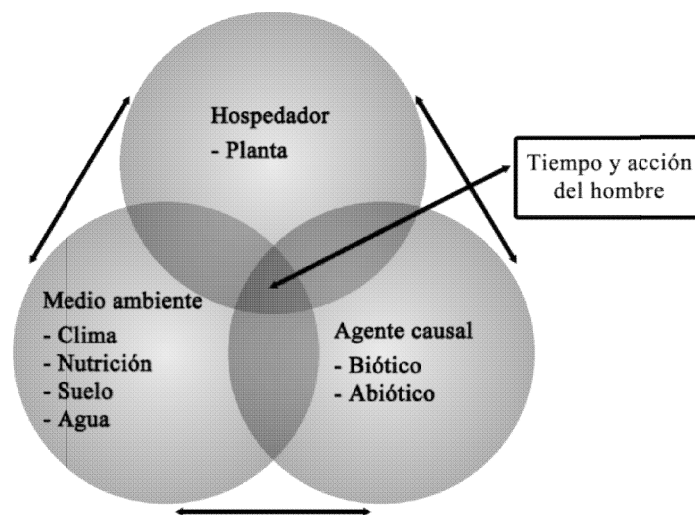 Hospedador
- Planta
Tiempo y acción
del hombre
Medio ambiente
- Clima
- Nutrición
- Suelo
- Agua
Agente causal
- Biótico
- Abiótico